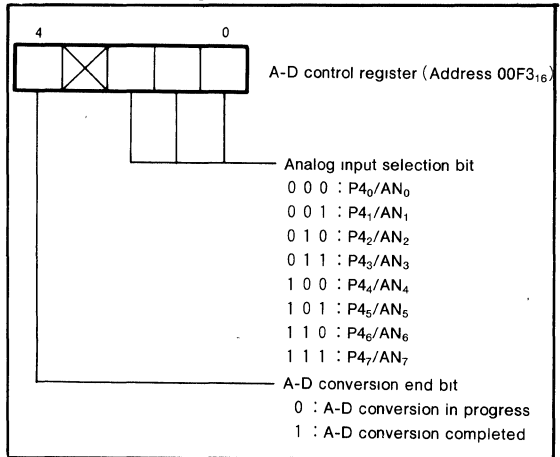 4 0
A-D control register (Address 00F3₁₆)
Analog input selection bit
0 0 0 : P4₀/AN₀
0 0 1 : P4₁/AN₁
0 1 0 : P4₂/AN₂
0 1 1 : P4₃/AN₃
1 0 0 : P4₄/AN₄
1 0 1 : P4₅/AN₅
1 1 0 : P4₆/AN₆
1 1 1 : P4₇/AN₇
A-D conversion end bit
0 : A-D conversion in progress
1 : A-D conversion completed